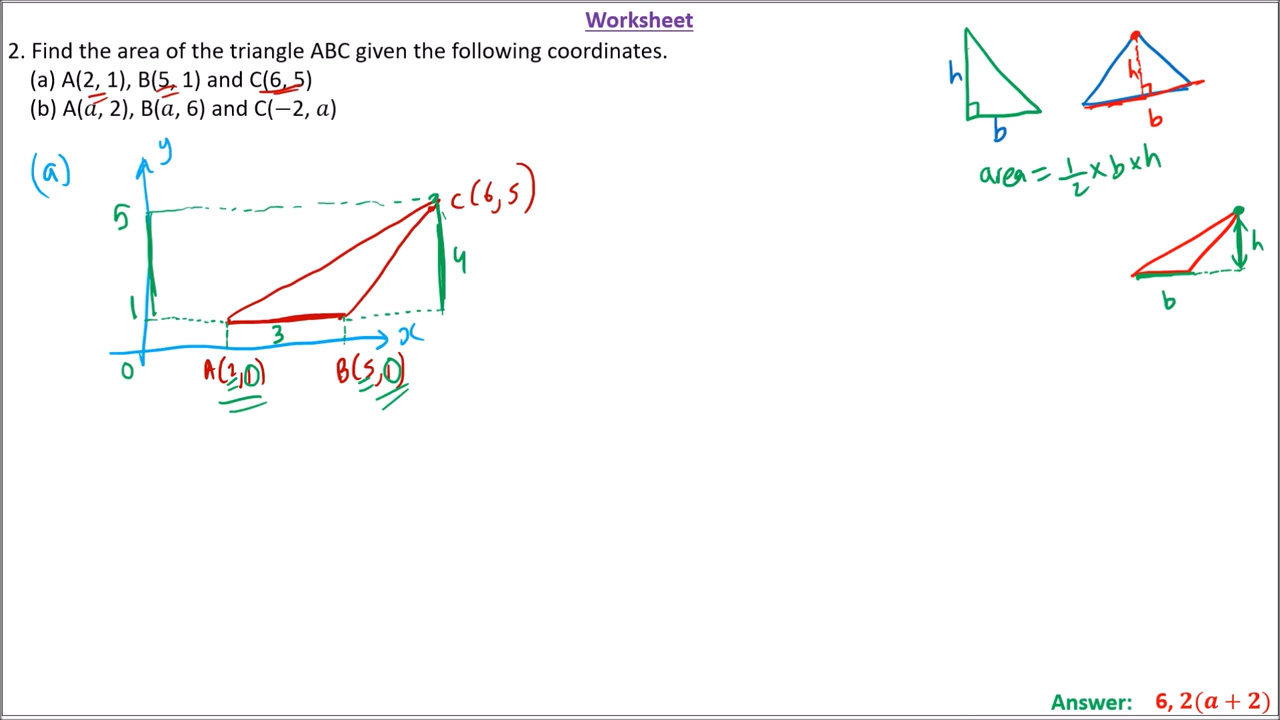 Worksheet
2. Find the area of the triangle ABC given the following coordinates.
(a) A(2, 1), B(5, 1) and C(6, 5)
(b) A(a, 2), B(a, 6) and C(−2, a)
h
b
h
b
area = 1/2 × b × h
h
b
(a)
y
5
C(6,5)
4
1
3
x
0
A(2,1)
B(5,1)
Answer: 6, 2(a + 2)